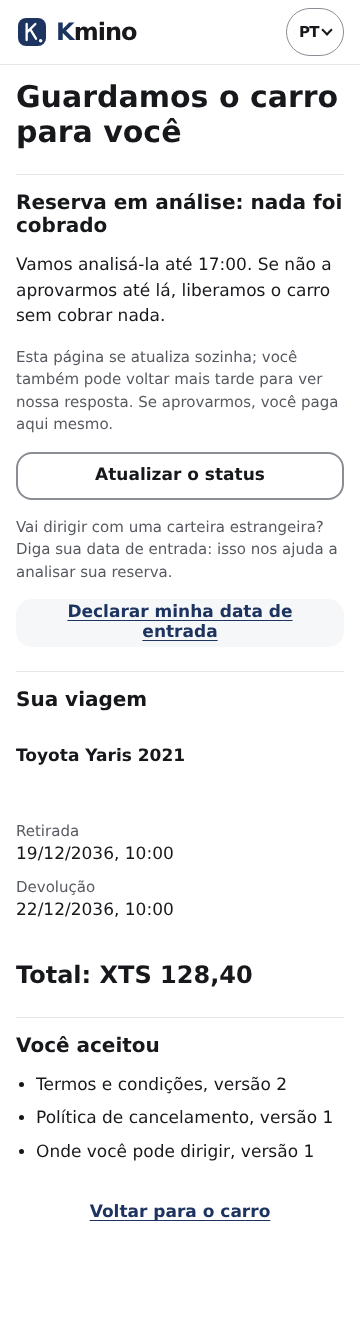 K. Kmino
PT
Guardamos o carro
para você
Reserva em análise: nada foi
cobrado
Vamos analisá-la até 17:00. Se não a
aprovarmos até lá, liberamos o carro
sem cobrar nada.
Esta página se atualiza sozinha; você
também pode voltar mais tarde para ver
nossa resposta. Se aprovarmos, você paga
aqui mesmo.
Atualizar o status
Vai dirigir com uma carteira estrangeira?
Diga sua data de entrada: isso nos ajuda a
analisar sua reserva.
Declarar minha data de
entrada
Sua viagem
Toyota Yaris 2021
Retirada
19/12/2036, 10:00
Devolução
22/12/2036, 10:00
Total: XTS 128,40
Você aceitou
• Termos e condições, versão 2
• Política de cancelamento, versão 1
• Onde você pode dirigir, versão 1
Voltar para o carro